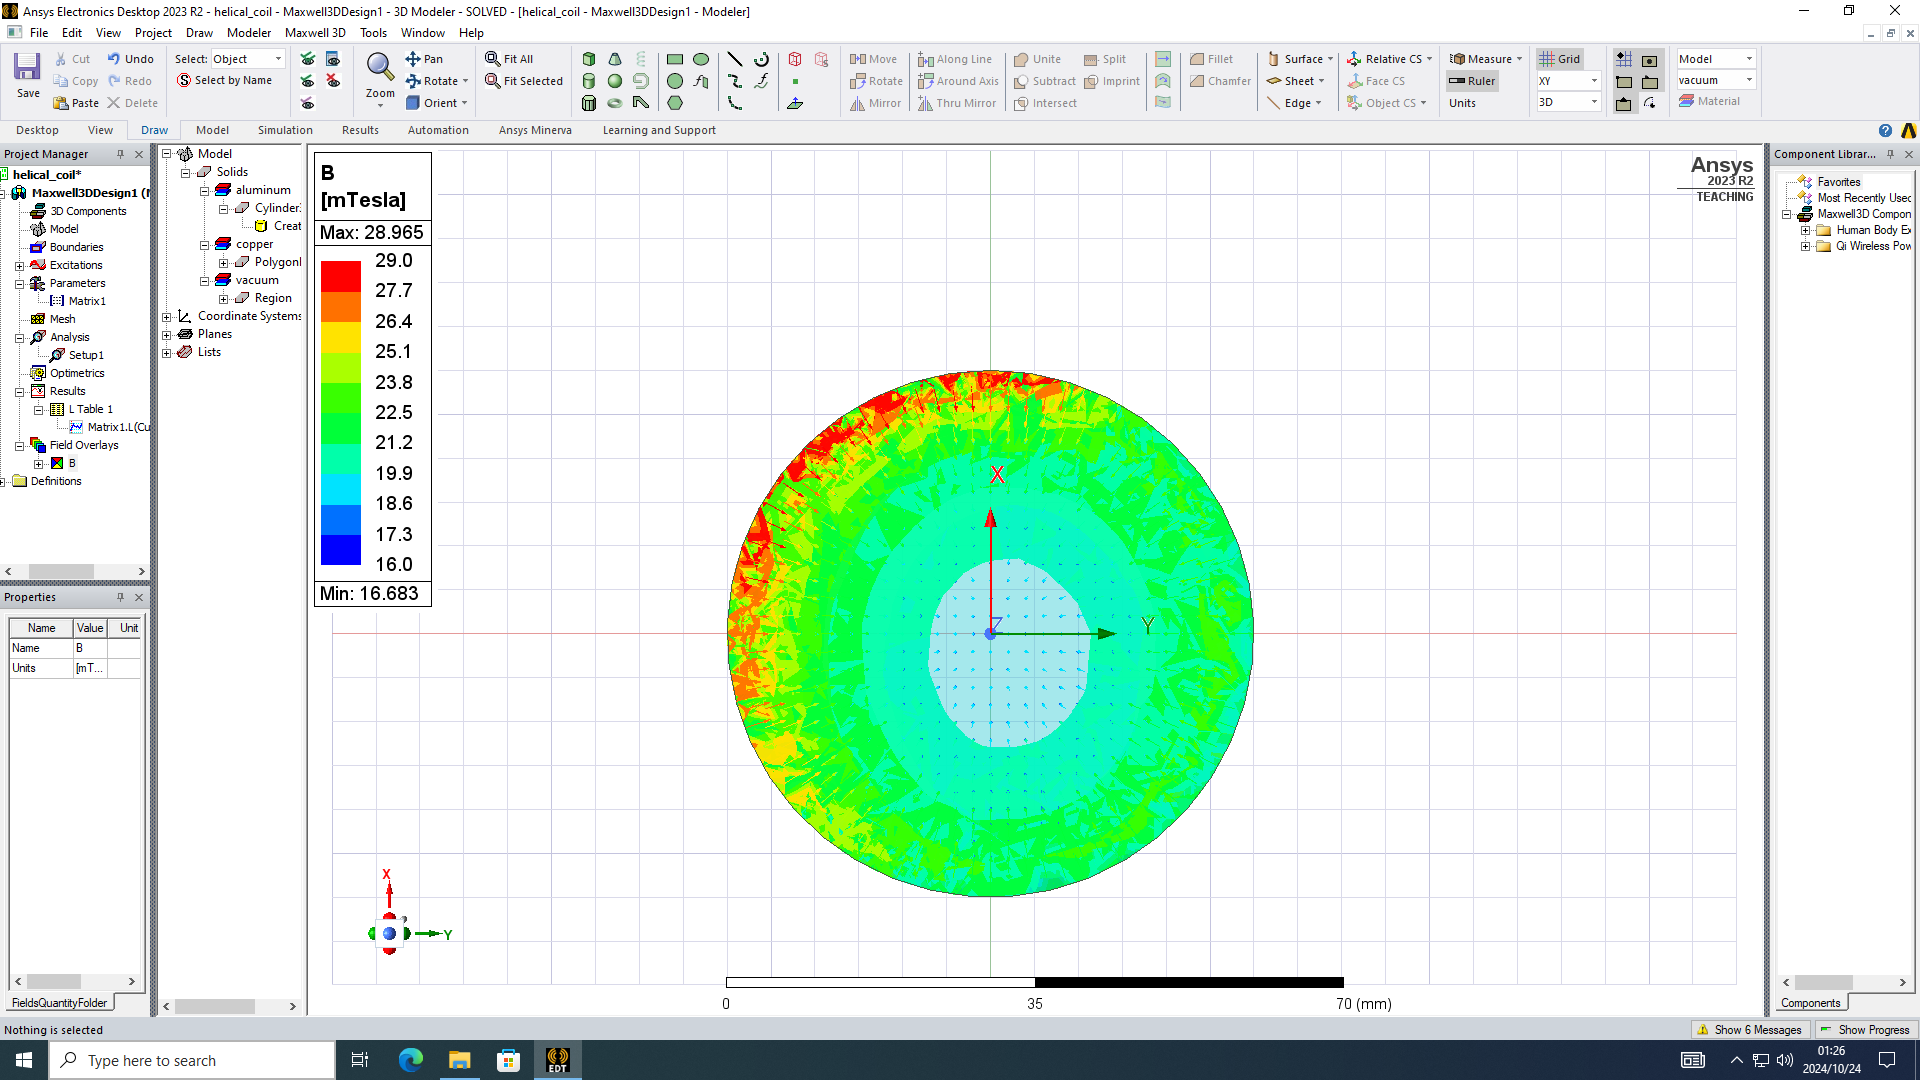 Ansys Electronics Desktop 2023 R2 - helical_coil - Maxwell3DDesign1 - 3D Modeler - SOLVED - [helical_coil - Maxwell3DDesign1 - Modeler]
File Edit View Project Draw Modeler Maxwell 3D Tools Window Help
Save
Cut Undo
Copy Redo
Paste Delete
Select: Object
Select by Name
Zoom
Pan
Rotate
Orient
Fit All
Fit Selected
Move Along Line
Rotate Around Axis
Mirror Thru Mirror
Unite Split
Subtract Imprint
Intersect
Fillet
Chamfer
Surface
Sheet
Edge
Relative CS
Face CS
Object CS
Measure
Ruler
Units
Grid
XY
3D
Model
vacuum
Material
Desktop View Draw Model Simulation Results Automation Ansys Minerva Learning and Support
Project Manager
helical_coil*
Maxwell3DDesign1 (
3D Components
Model
Boundaries
Excitations
Parameters
Matrix1
Mesh
Analysis
Setup1
Optimetrics
Results
L Table 1
Matrix1.L(Cu
Field Overlays
B
Definitions
Properties
Name Value Unit
Name B
Units [mT...
FieldsQuantityFolder
Model
Solids
aluminum
Cylinder
Creat
copper
Polygon
vacuum
Region
Coordinate Systems
Planes
Lists
B
[mTesla]
Max: 28.965
29.0
27.7
26.4
25.1
23.8
22.5
21.2
19.9
18.6
17.3
16.0
Min: 16.683
Ansys
2023 R2
TEACHING
X
Z
Y
X
Y
0 35 70 (mm)
Component Librar...
Favorites
Most Recently Used
Maxwell3D Compon
Human Body Ex
Qi Wireless Pow
Components
Nothing is selected
Show 6 Messages Show Progress
Type here to search
EDT
01:26
2024/10/24